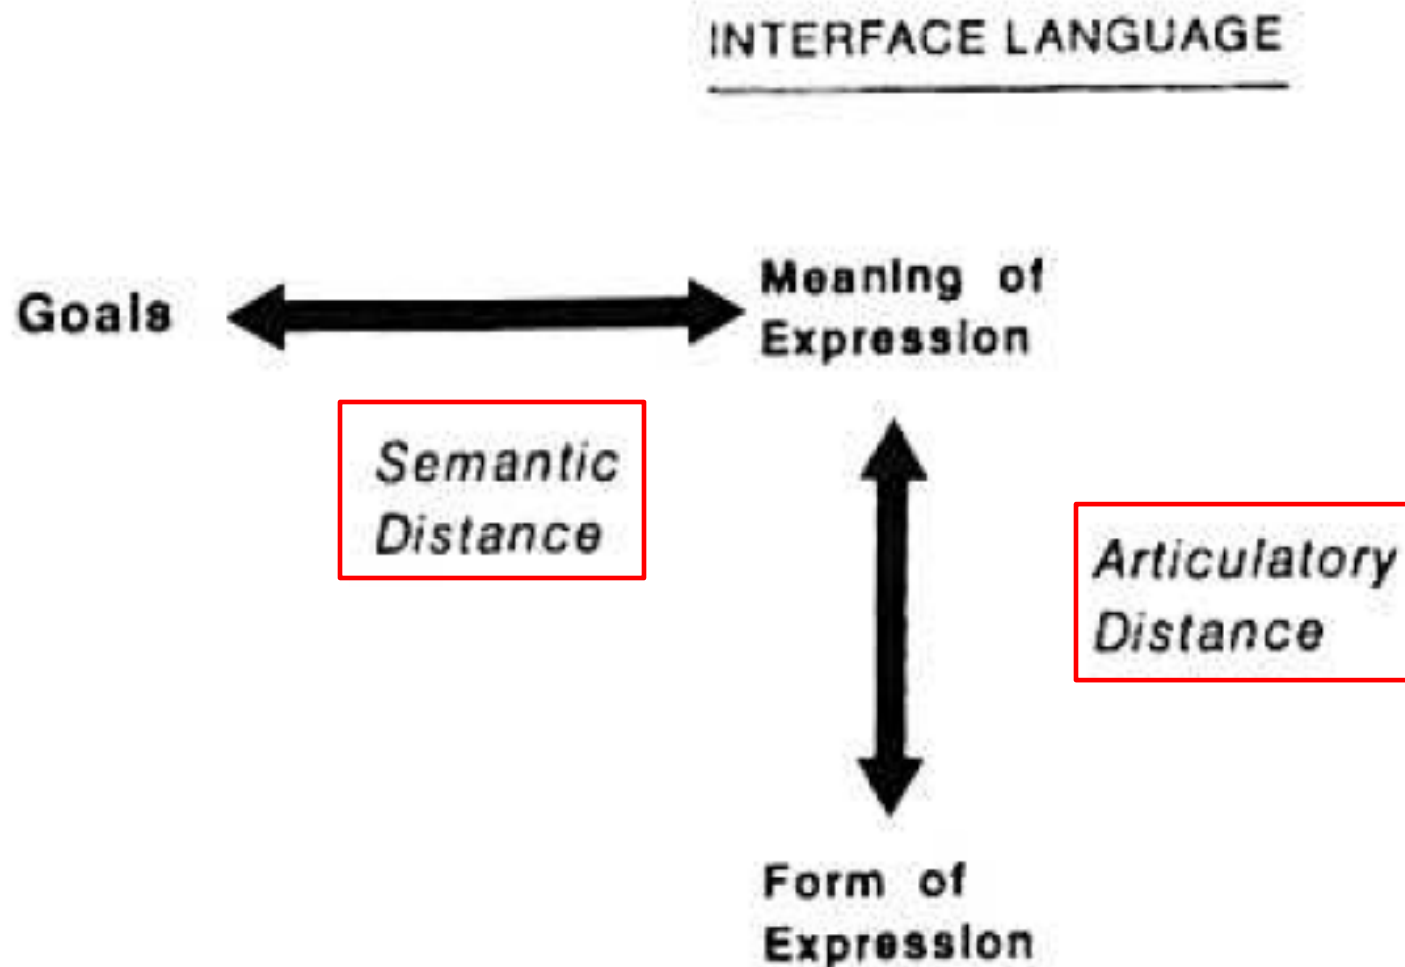 INTERFACE LANGUAGE
Goals
Meaning of
Expression
Semantic
Distance
Articulatory
Distance
Form of
Expression